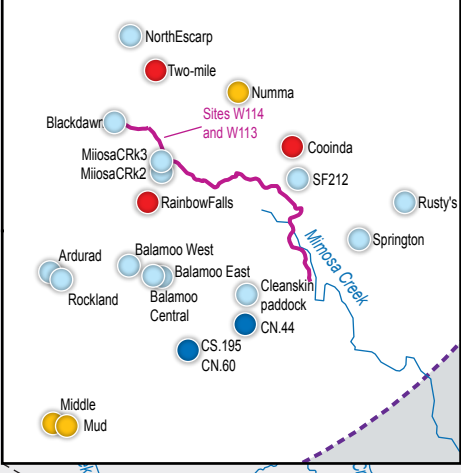 NorthEscarp
Two-mile
Numma
Sites W114
and W113
Blackdawn
MiiosaCRk3
MiiosaCRk2
Cooinda
SF212
RainbowFalls
Rusty's
Springton
Mimosa Creek
Balamoo West
Ardurad
Balamoo East
Rockland
Balamoo
Central
Cleanskin
paddock
CN.44
CS.195
CN.60
Middle
Mud